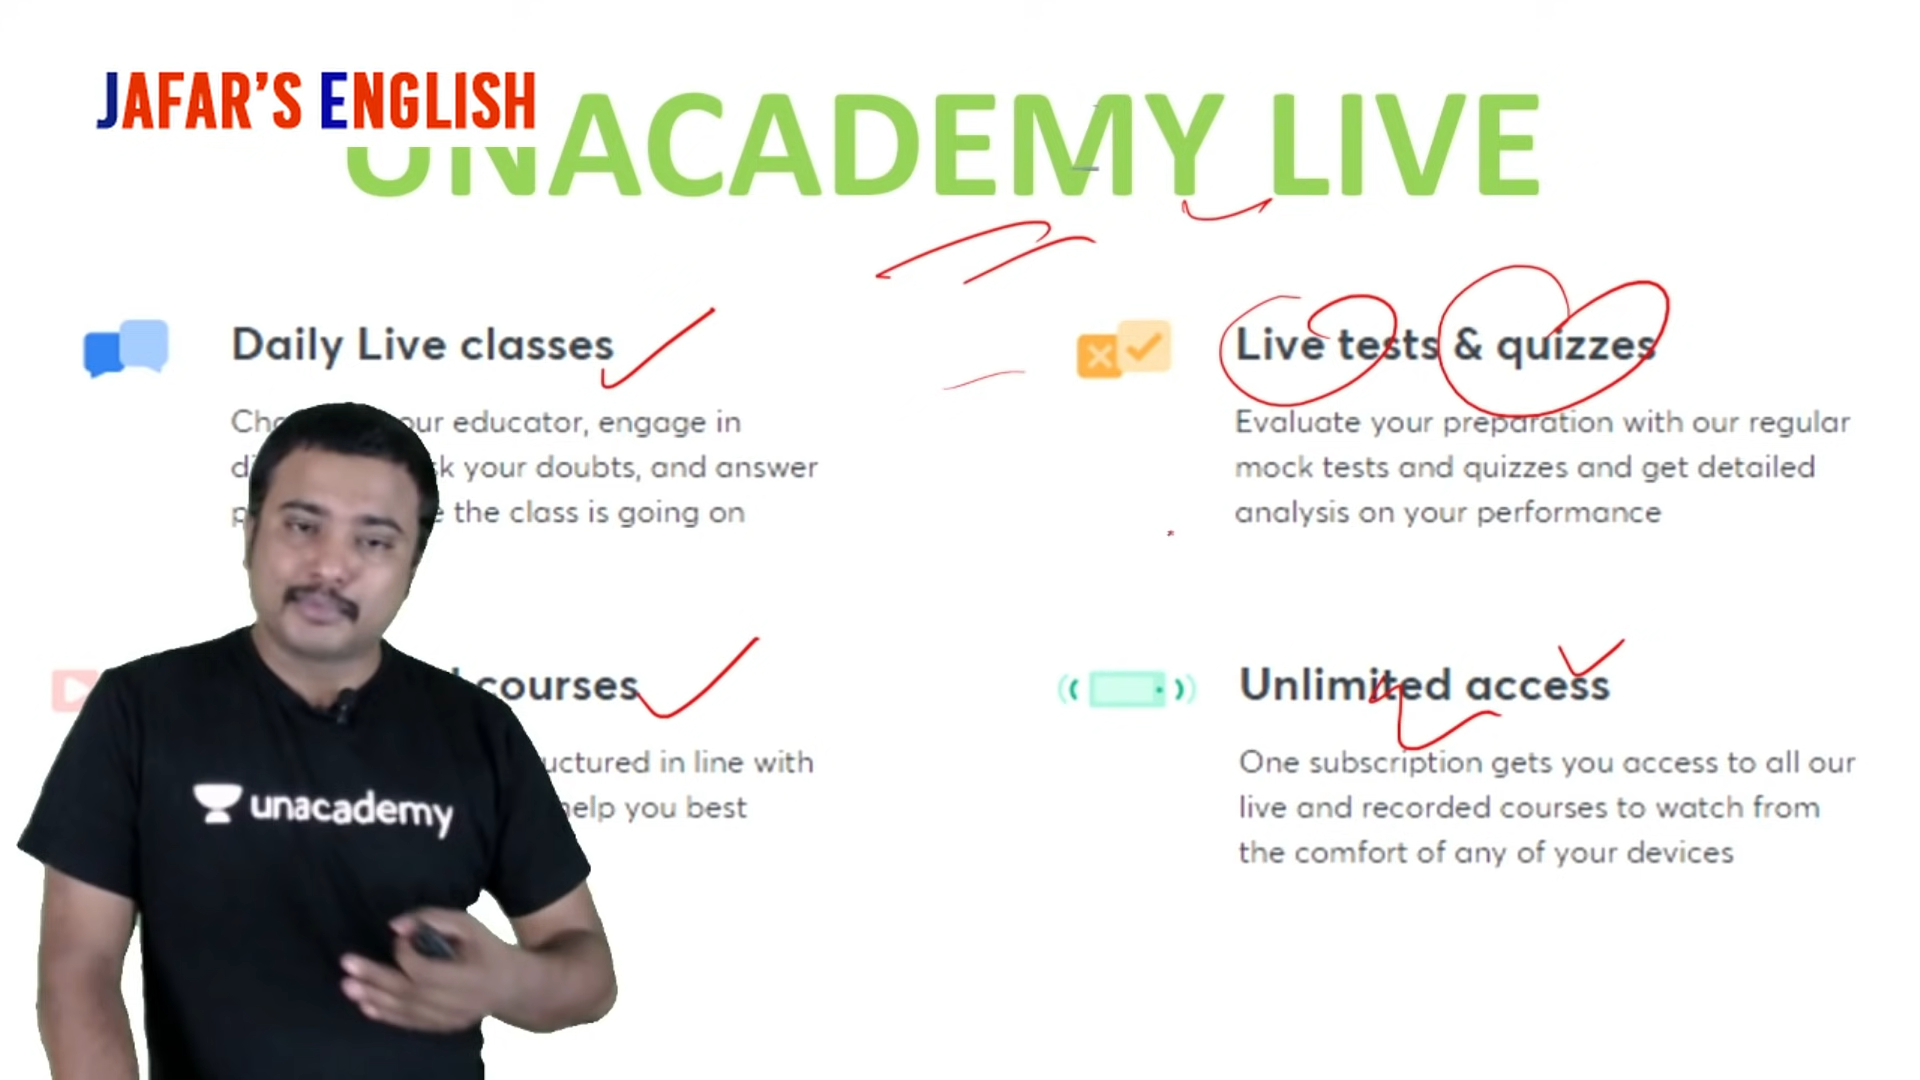 JAFAR'S ENGLISH
UNACADEMY LIVE
Daily Live classes
our educator, engage in
your doubts, and answer
the class is going on
courses
in line with
help you best
Live tests & quizzes
Evaluate your preparation with our regular
mock tests and quizzes and get detailed
analysis on your performance
Unlimited access
One subscription gets you access to all our
live and recorded courses to watch from
the comfort of any of your devices
unacademy